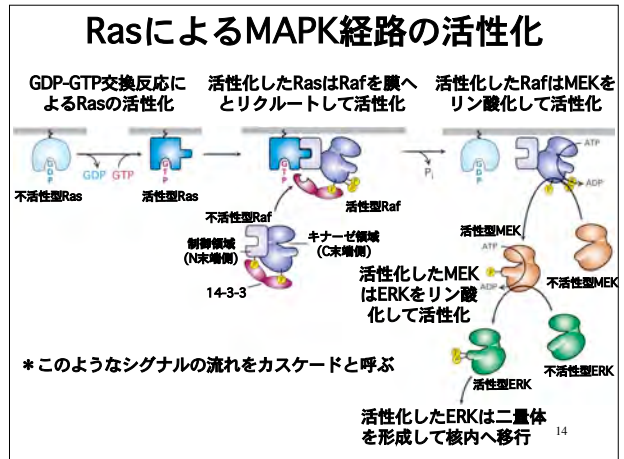 RasによるMAPK経路の活性化
GDP-GTP交換反応に
よるRasの活性化
活性化したRasはRafを膜へ
とリクルートして活性化
活性化したRafはMEKを
リン酸化して活性化
GDP
GDP
GTP
GTP
不活性型Ras
活性型Ras
GTP
活性型Raf
Pi
GDP
ATP
ADP
不活性型Raf
制御領域
(N末端側)
キナーゼ領域
(C末端側)
14-3-3
活性型MEK
ATP
P
ADP
不活性型MEK
活性化したMEK
はERKをリン酸
化して活性化
活性型ERK
不活性型ERK
*このようなシグナルの流れをカスケードと呼ぶ
活性化したERKは二量体
を形成して核内へ移行
14